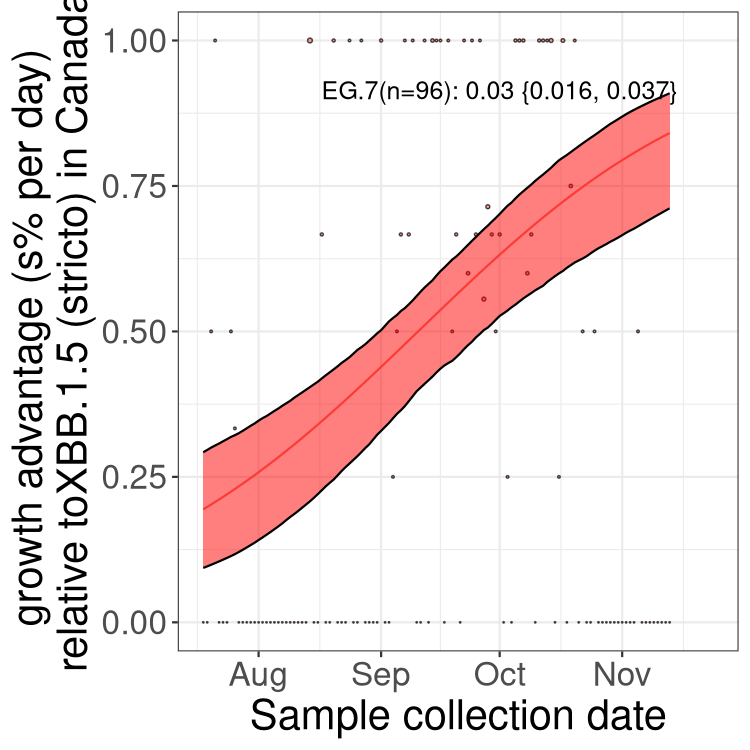 growth advantage (s% per day)
relative toXBB.1.5 (stricto) in Canada
1.00
0.75
0.50
0.25
0.00
EG.7(n=96): 0.03 {0.016, 0.037}
Aug Sep Oct Nov
Sample collection date